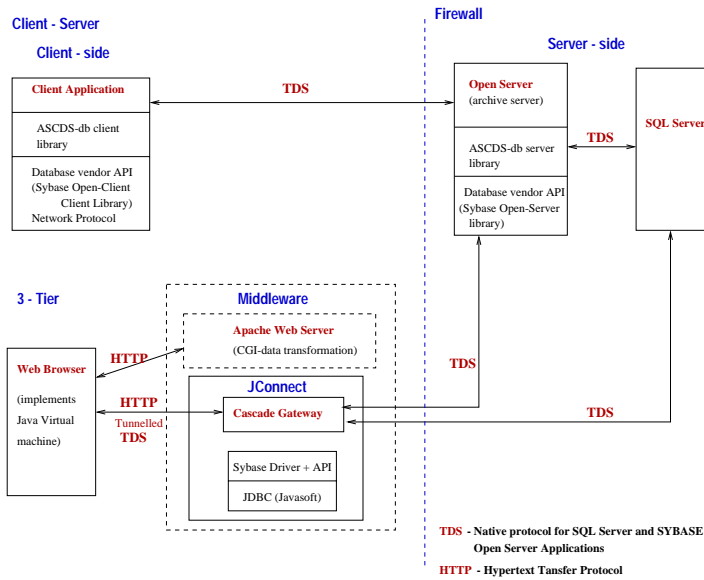 Client - Server
Client - side
Firewall
Server - side
Client Application
ASCDS-db client
library
Database vendor API
(Sybase Open-Client
Client Library)
Network Protocol
TDS
Open Server
(archive server)
ASCDS-db server
library
Database vendor API
(Sybase Open-Server
library)
TDS
SQL Server
3 - Tier
Middleware
Apache Web Server
(CGI-data transformation)
HTTP
Web Browser
(implements
Java Virtual
machine)
HTTP
Tunnelled
TDS
JConnect
Cascade Gateway
Sybase Driver + API
JDBC (Javasoft)
TDS
TDS
TDS - Native protocol for SQL Server and SYBASE
Open Server Applications
HTTP - Hypertext Tansfer Protocol